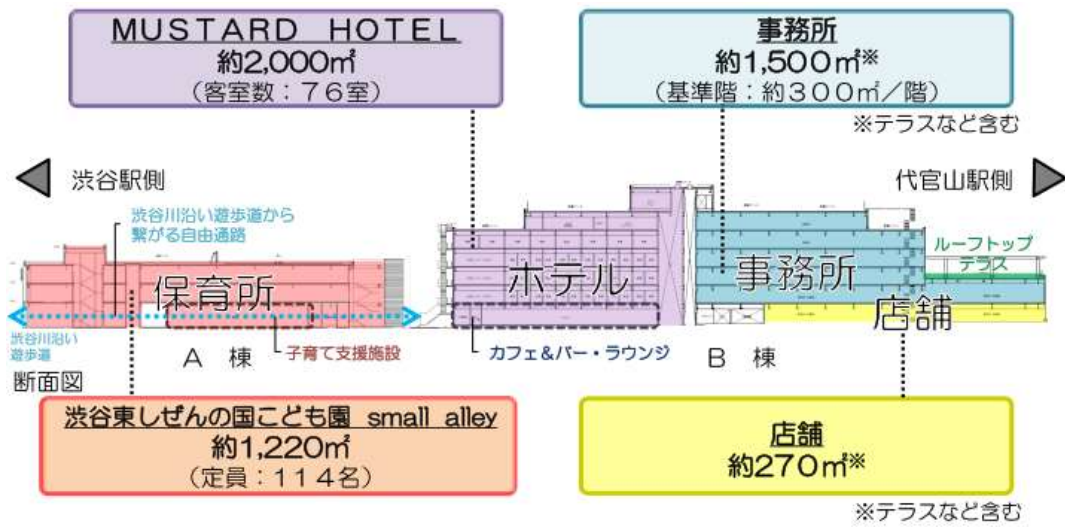 MUSTARD HOTEL
約2,000㎡
（客室数：７６室）
事務所
約1,500㎡※
（基準階：約３００㎡／階）
※テラスなど含む
渋谷駅側
代官山駅側
渋谷川沿い遊歩道から
繋がる自由通路
ルーフトップ
テラス
保育所
ホテル
事務所
店舗
渋谷川沿い
遊歩道
A 棟
子育て支援施設
カフェ＆バー・ラウンジ
B 棟
断面図
渋谷東しぜんの国こども園 small alley
約1,220㎡
（定員：１１４名）
店舗
約270㎡※
※テラスなど含む